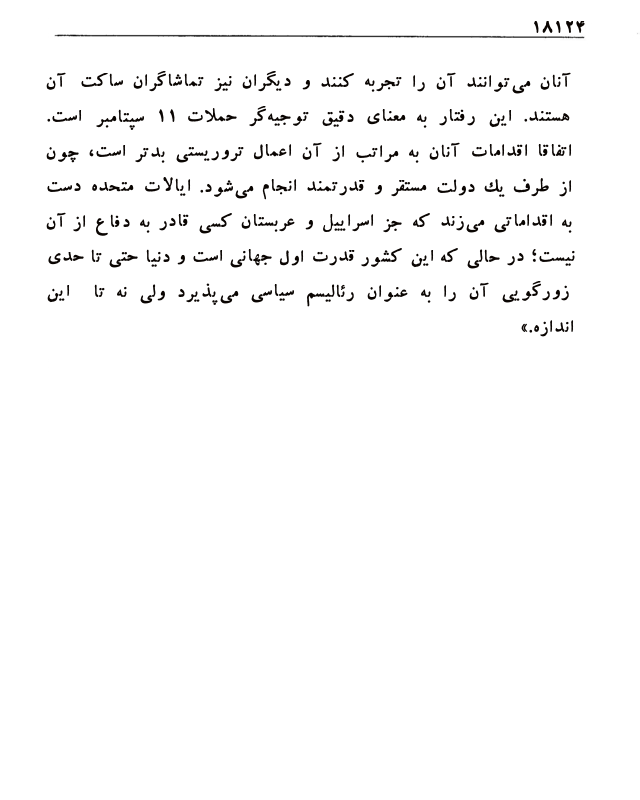 ۱۸۱۲۴
آنان می‌توانند آن را تجربه کنند و دیگران نیز تماشاگران ساکت آن
هستند. این رفتار به معنای دقیق توجیه‌گر حملات ۱۱ سپتامبر است.
اتفاقا اقدامات آنان به مراتب از آن اعمال تروریستی بدتر است، چون
از طرف یك دولت مستقر و قدرتمند انجام می‌شود. ایالات متحده دست
به اقداماتی می‌زند که جز اسراییل و عربستان کسی قادر به دفاع از آن
نیست؛ در حالی که این کشور قدرت اول جهانی است و دنیا حتی تا حدی
زورگویی آن را به عنوان رئالیسم سیاسی می‌پذیرد ولی نه تا این
اندازه.»